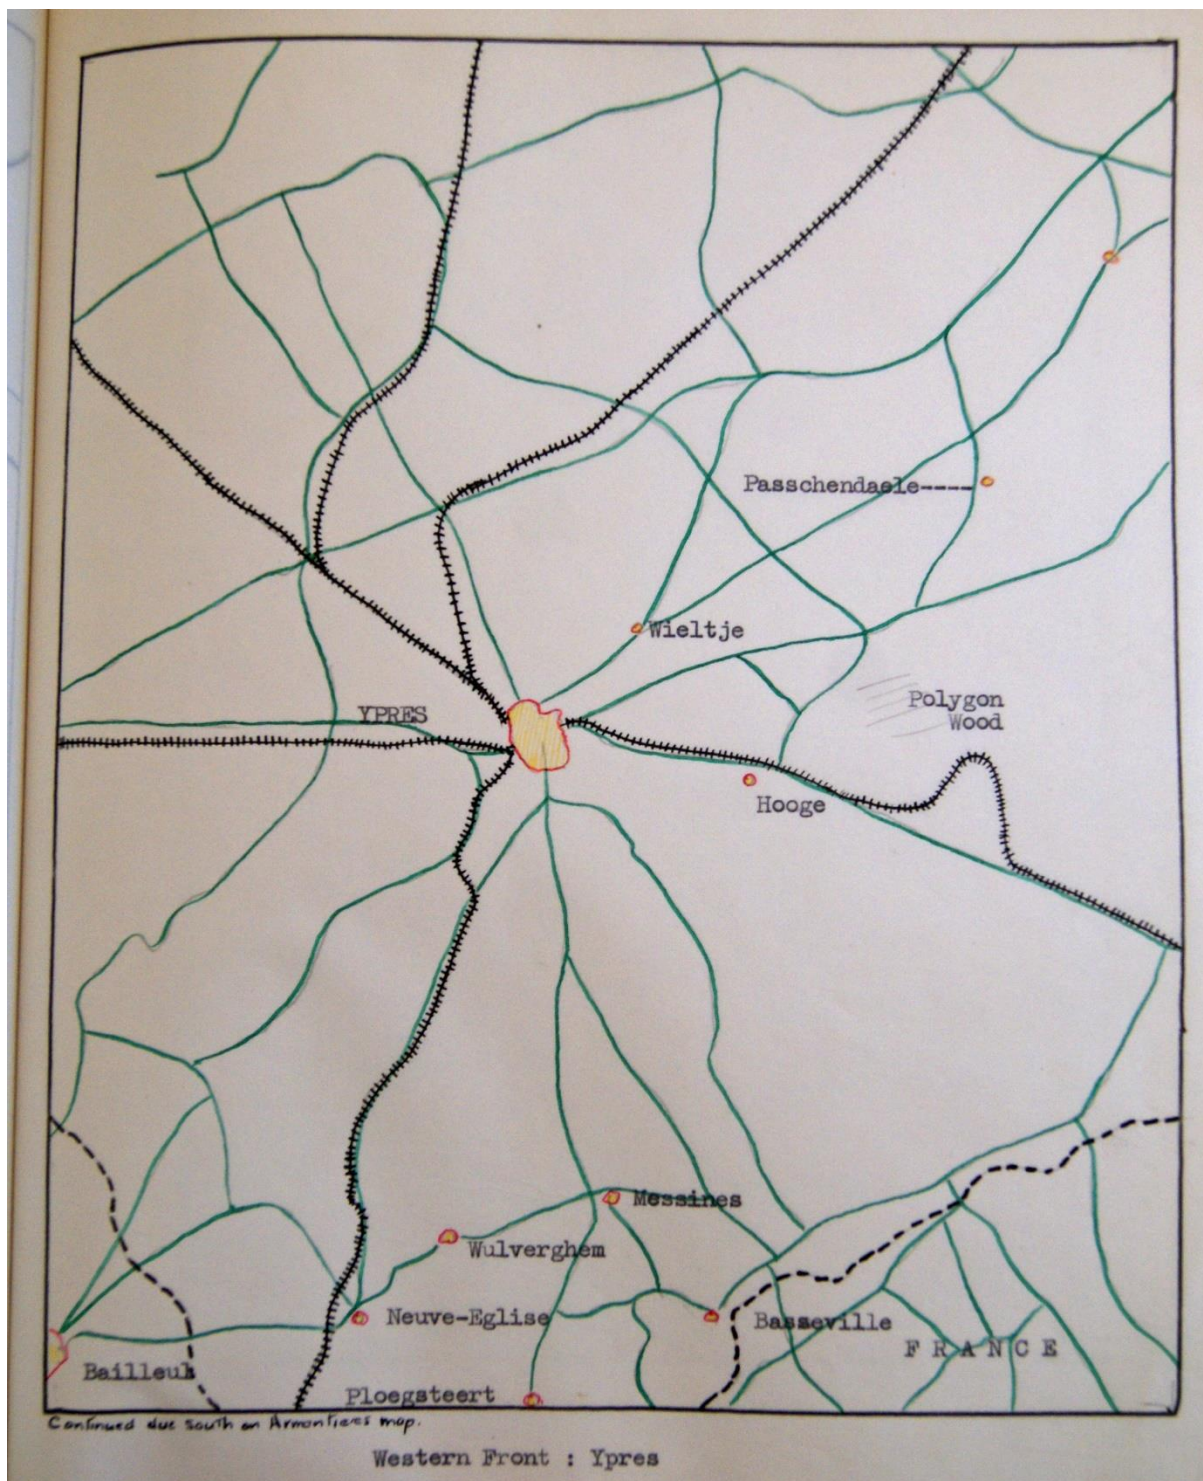 Passchendaele----
Wieltje
Polygon
Wood
YPRES
Hooge
Messines
Wulverghem
Neuve-Eglise
Basseville
FRANCE
Bailleul
Ploegsteert
Continued due south on Armentieres map.
Western Front : Ypres